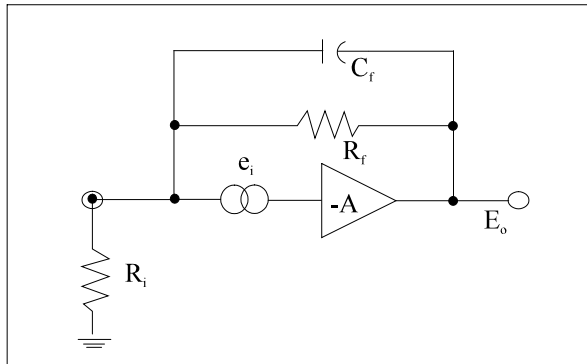 C_f
R_f
e_i
-A
E_o
R_i